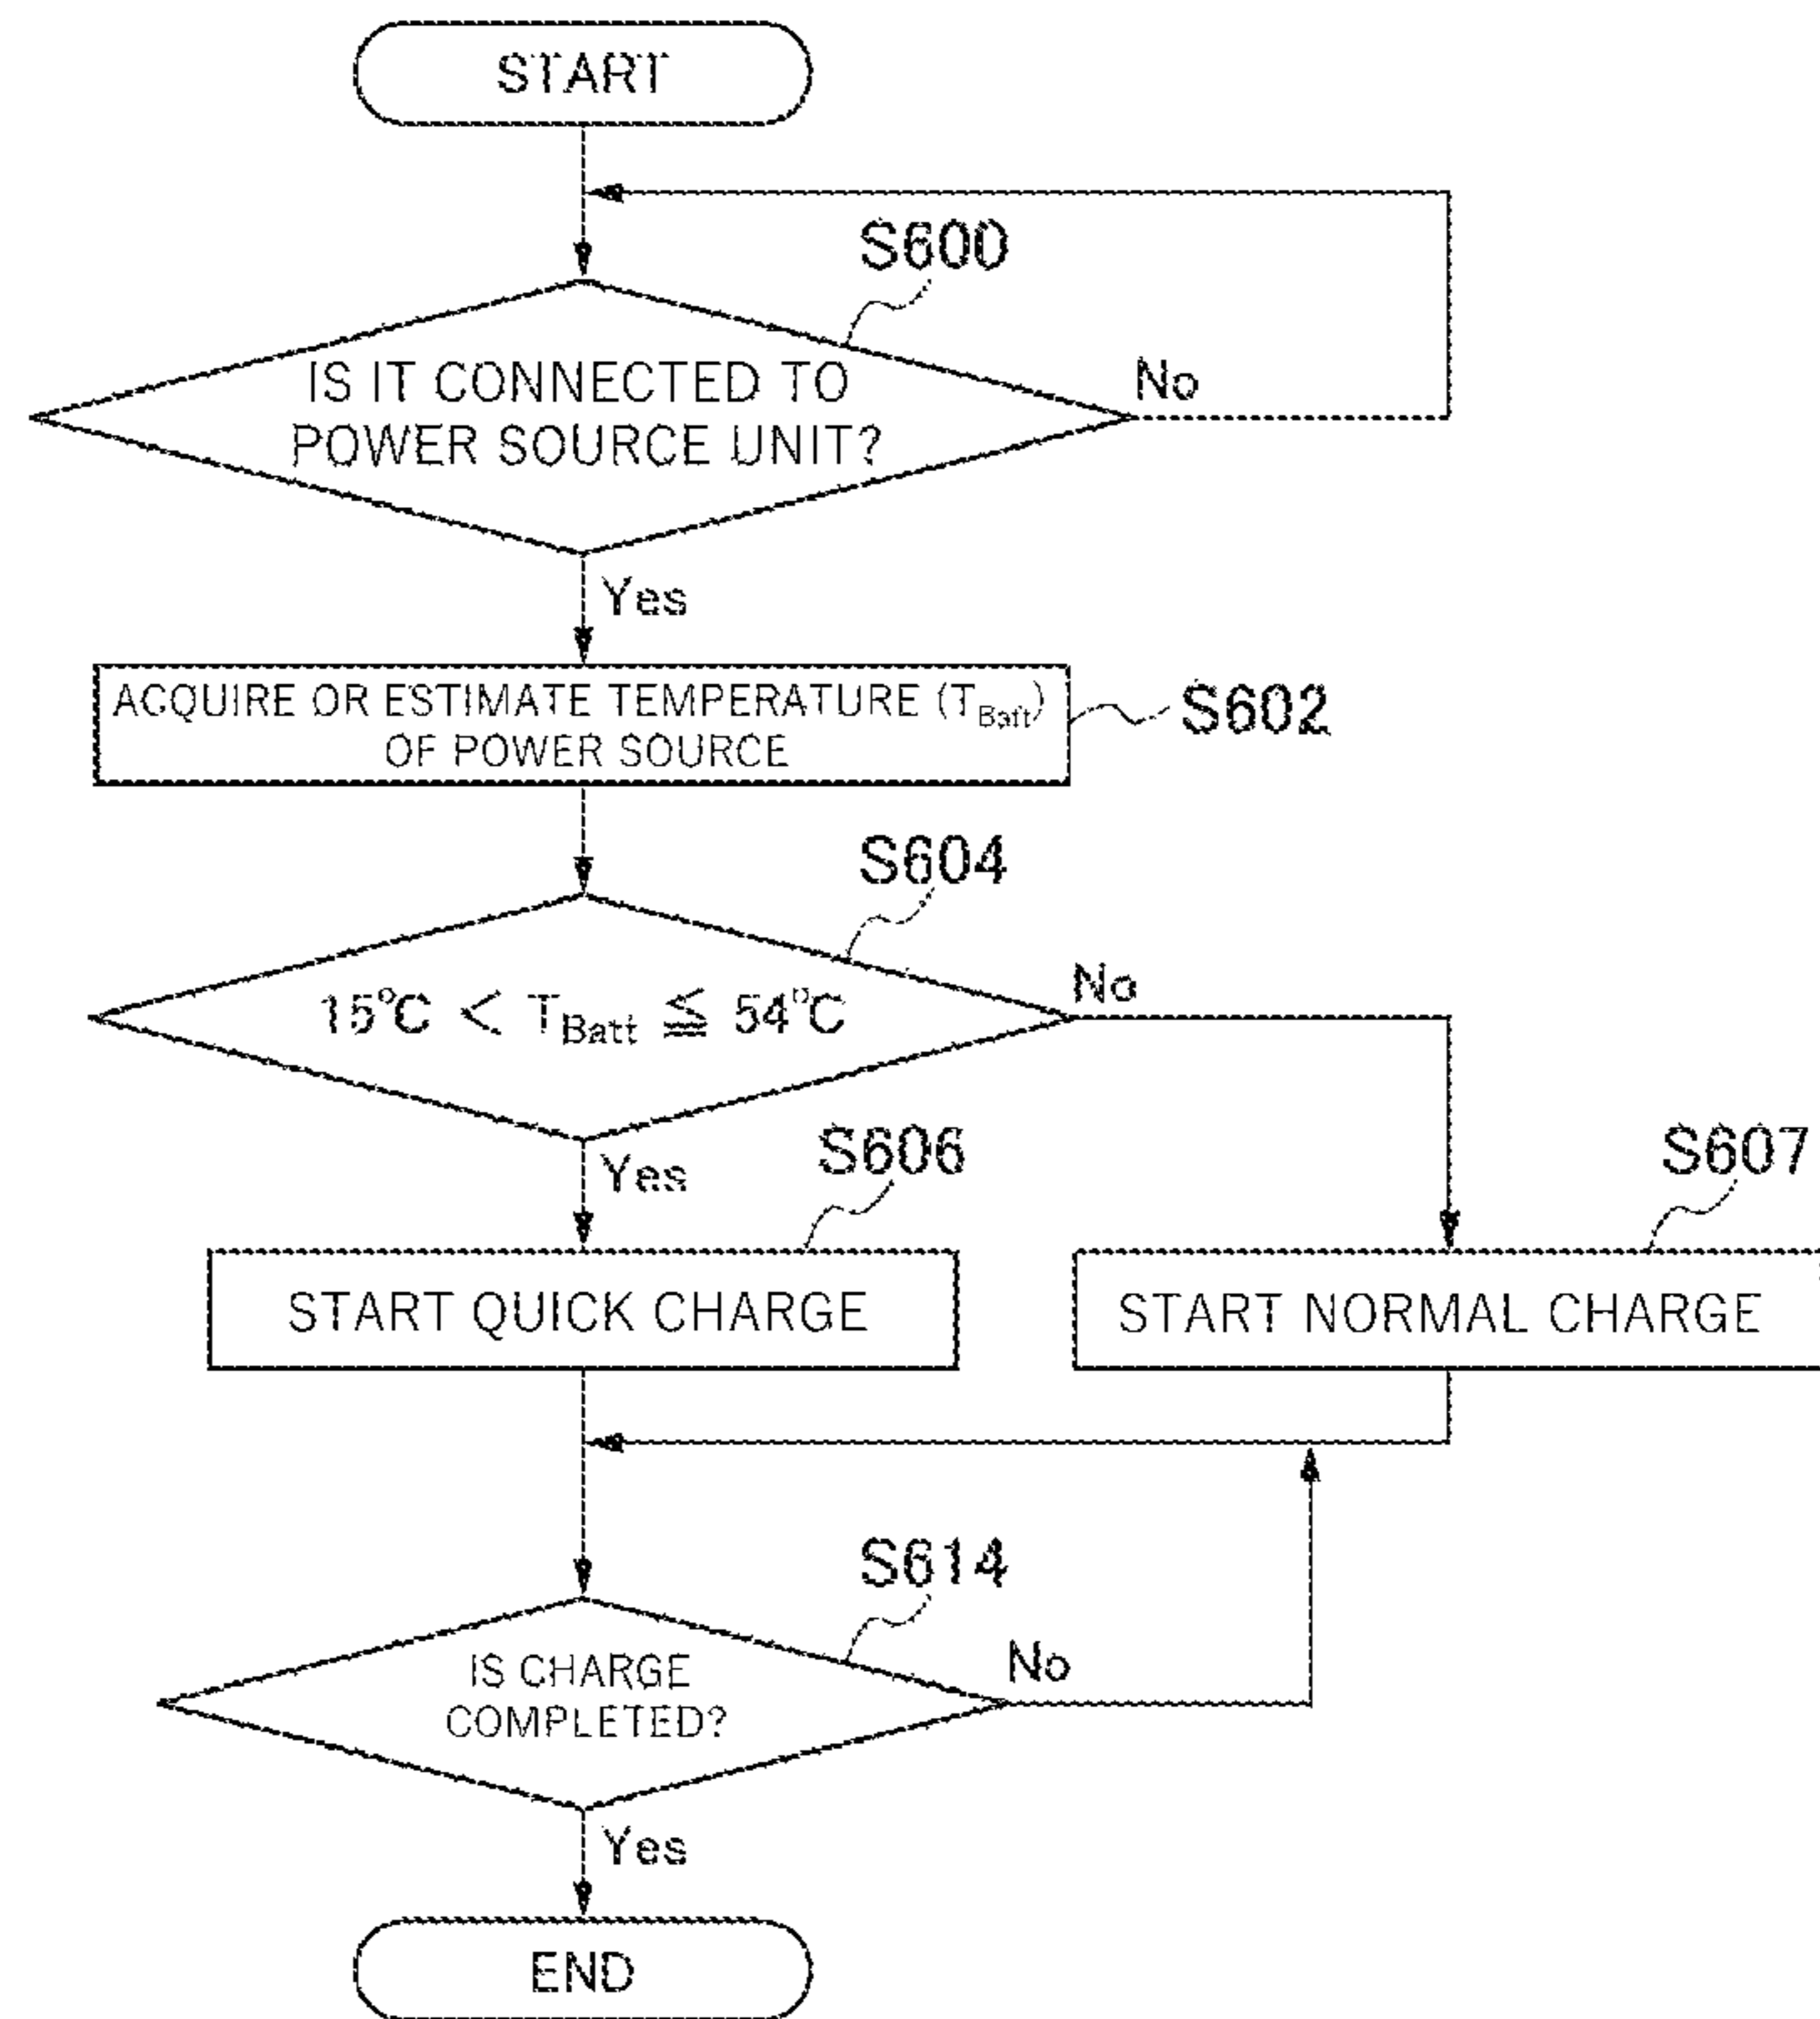 START
S600
IS IT CONNECTED TO
POWER SOURCE UNIT?
No
Yes
ACQUIRE OR ESTIMATE TEMPERATURE (T_Batt)
OF POWER SOURCE
S602
S604
15℃ < T_Batt ≦ 54℃
No
Yes
S606
S607
START QUICK CHARGE
START NORMAL CHARGE
S614
IS CHARGE
COMPLETED?
No
Yes
END